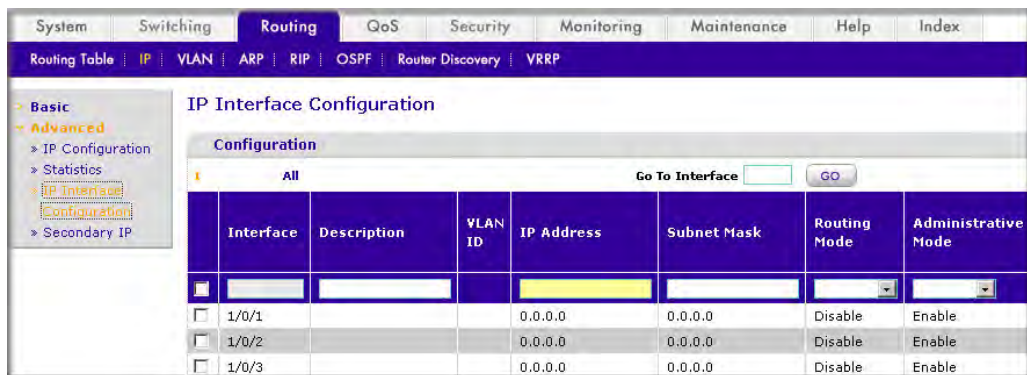 System Switching Routing QoS Security Monitoring Maintenance Help Index
Routing Table IP VLAN ARP RIP OSPF Router Discovery VRRP
Basic
Advanced
» IP Configuration
» Statistics
IP Interface
Configuration
» Secondary IP
IP Interface Configuration
Configuration
1 All Go To Interface GO
Interface Description VLAN ID IP Address Subnet Mask Routing Mode Administrative Mode
1/0/1 0.0.0.0 0.0.0.0 Disable Enable
1/0/2 0.0.0.0 0.0.0.0 Disable Enable
1/0/3 0.0.0.0 0.0.0.0 Disable Enable